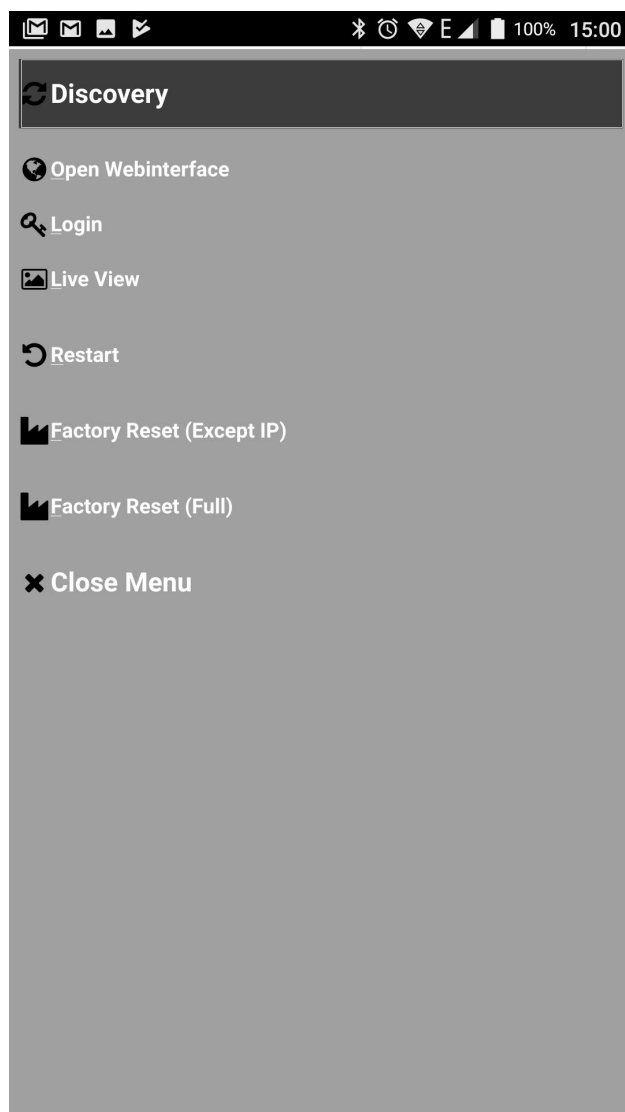 E 100% 15:00
Discovery
Open Webinterface
Login
Live View
Restart
Factory Reset (Except IP)
Factory Reset (Full)
Close Menu